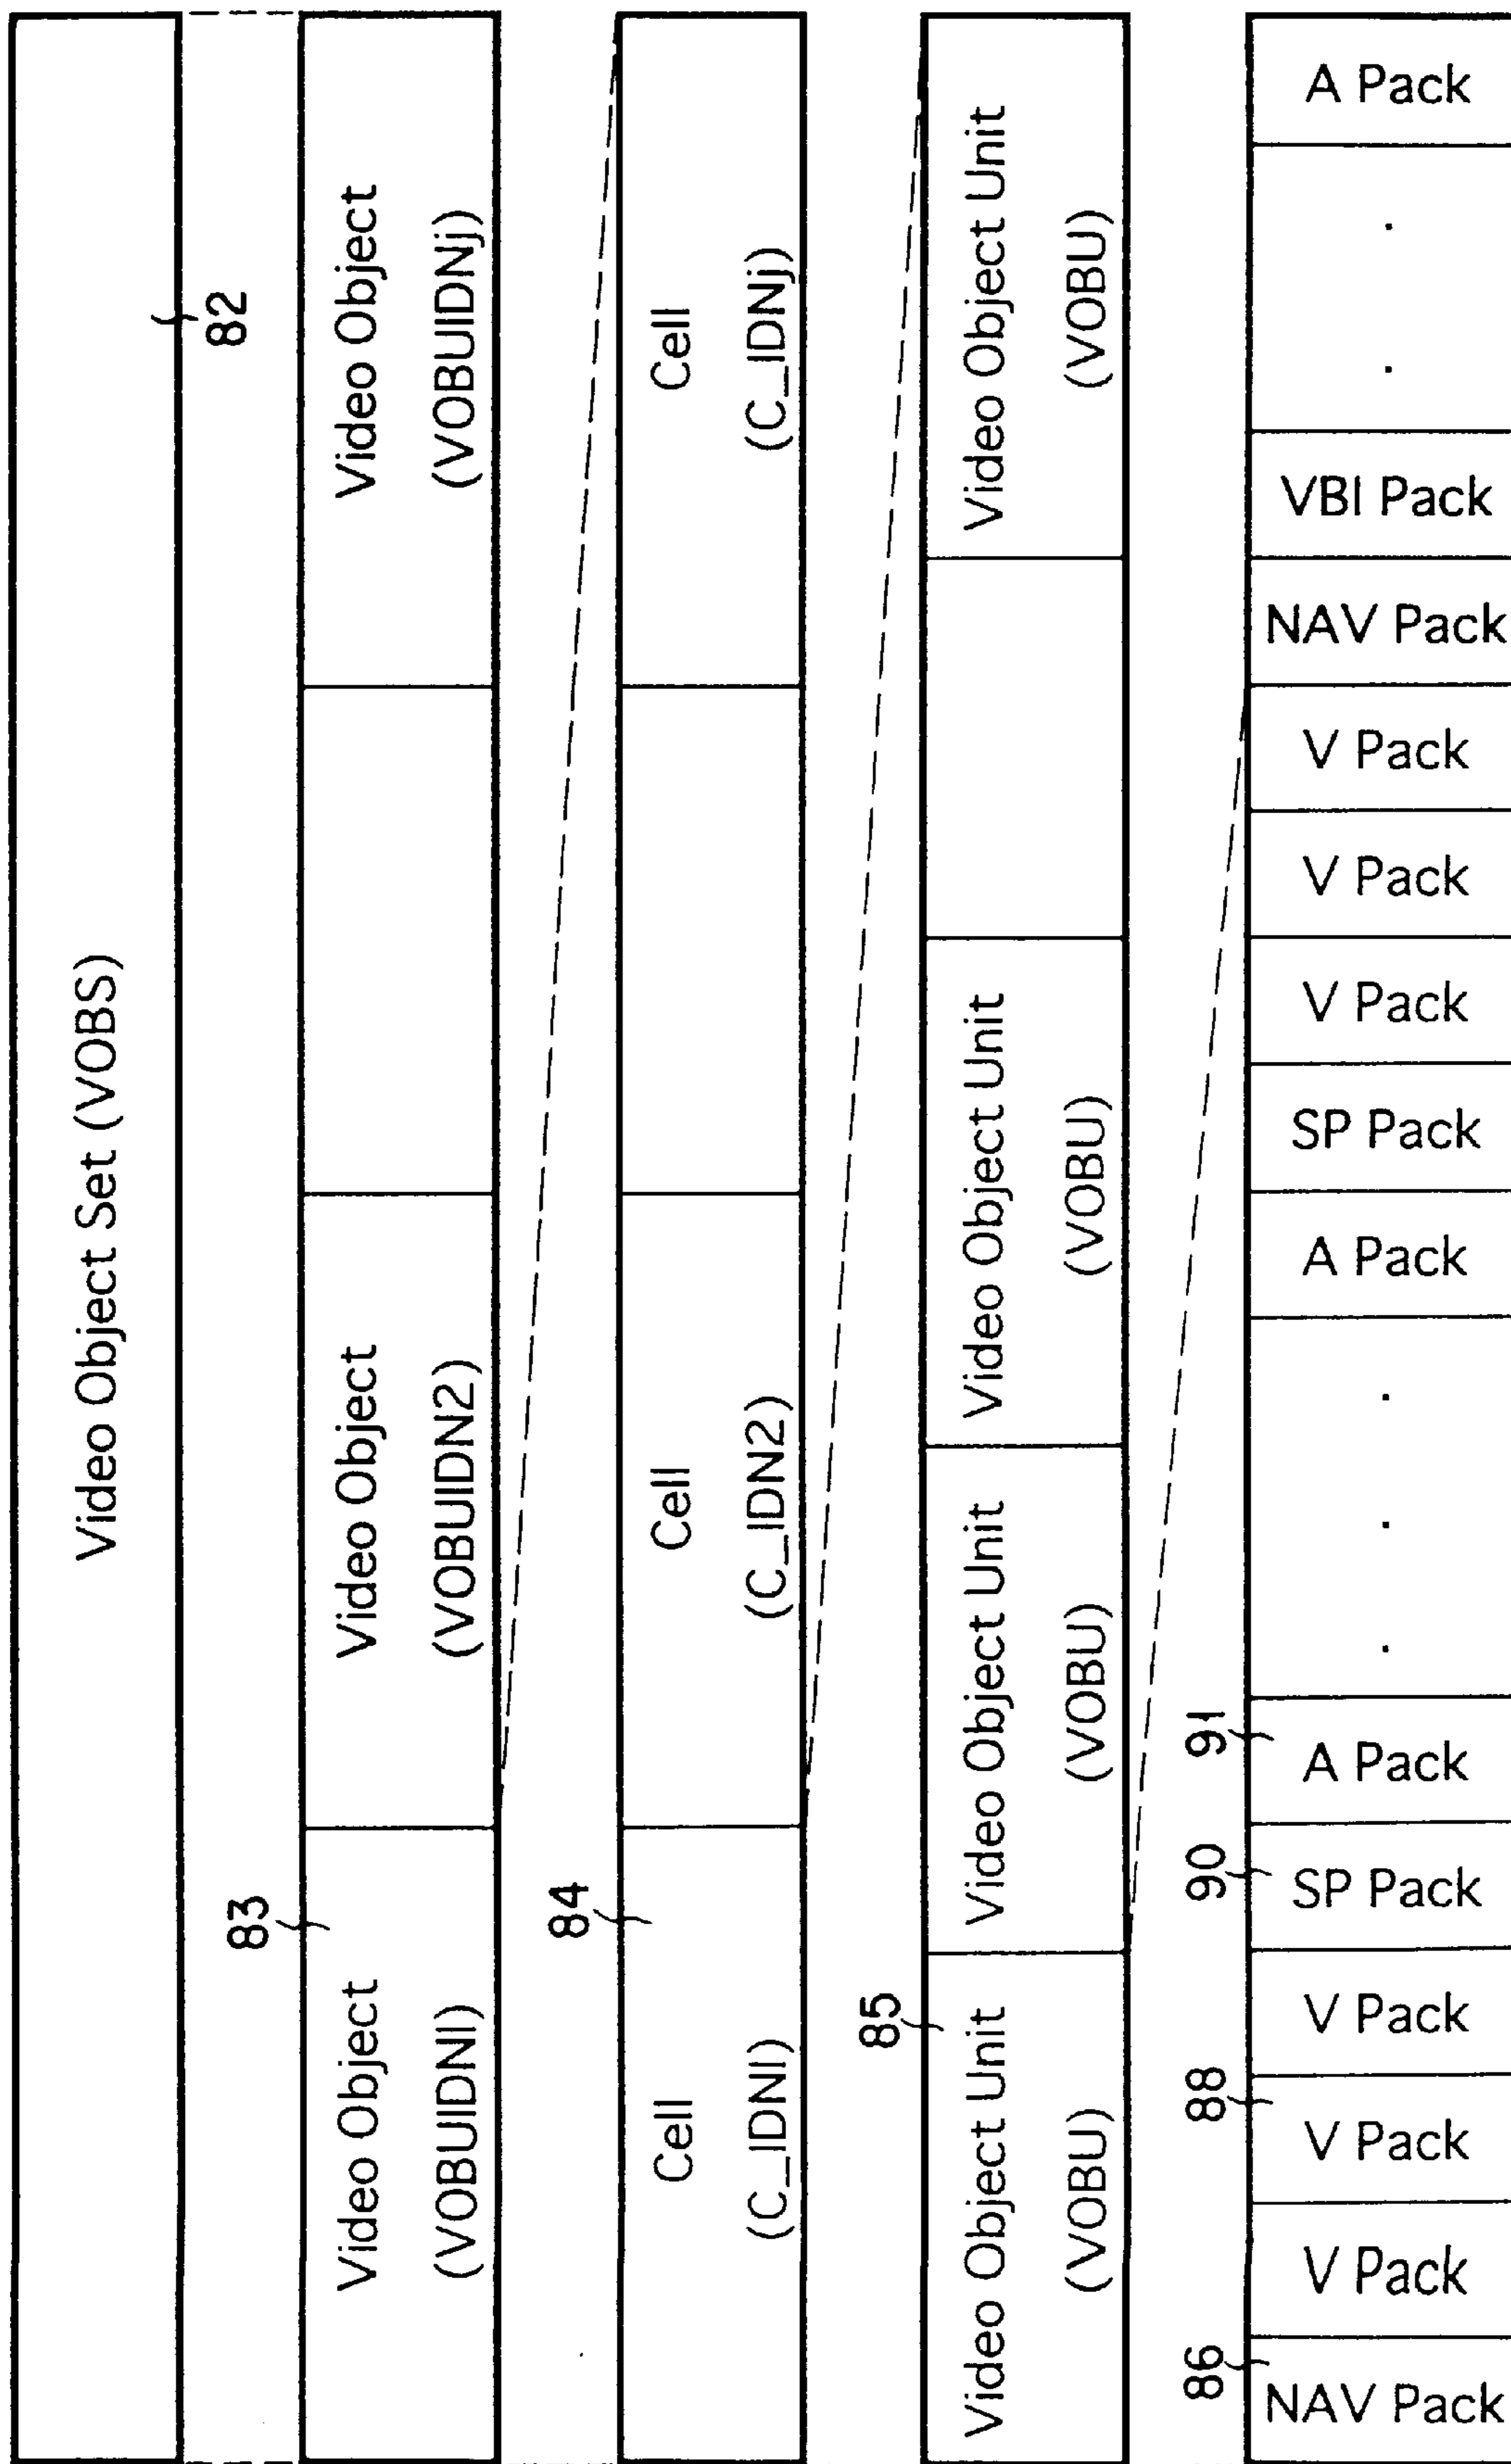 Video Object Set (VOBS)
82
83
Video Object
(VOBUIDN1)
Video Object
(VOBUIDN2)
Video Object
(VOBUIDNj)
84
Cell
(C_IDN1)
Cell
(C_IDN2)
Cell
(C_IDNj)
85
Video Object Unit
(VOBU)
Video Object Unit
(VOBU)
Video Object Unit
(VOBU)
Video Object Unit
(VOBU)
86
88
90
91
NAV Pack
V Pack
V Pack
V Pack
SP Pack
A Pack
. . .
A Pack
SP Pack
V Pack
V Pack
V Pack
NAV Pack
VBI Pack
. .
A Pack